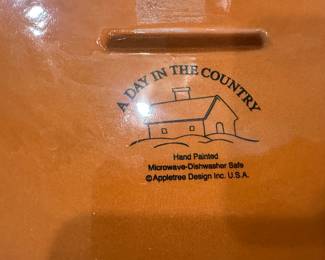 A DAY IN THE COUNTRY
Hand Painted
Microwave-Dishwasher Safe
©Appletree Design Inc. U.S.A.